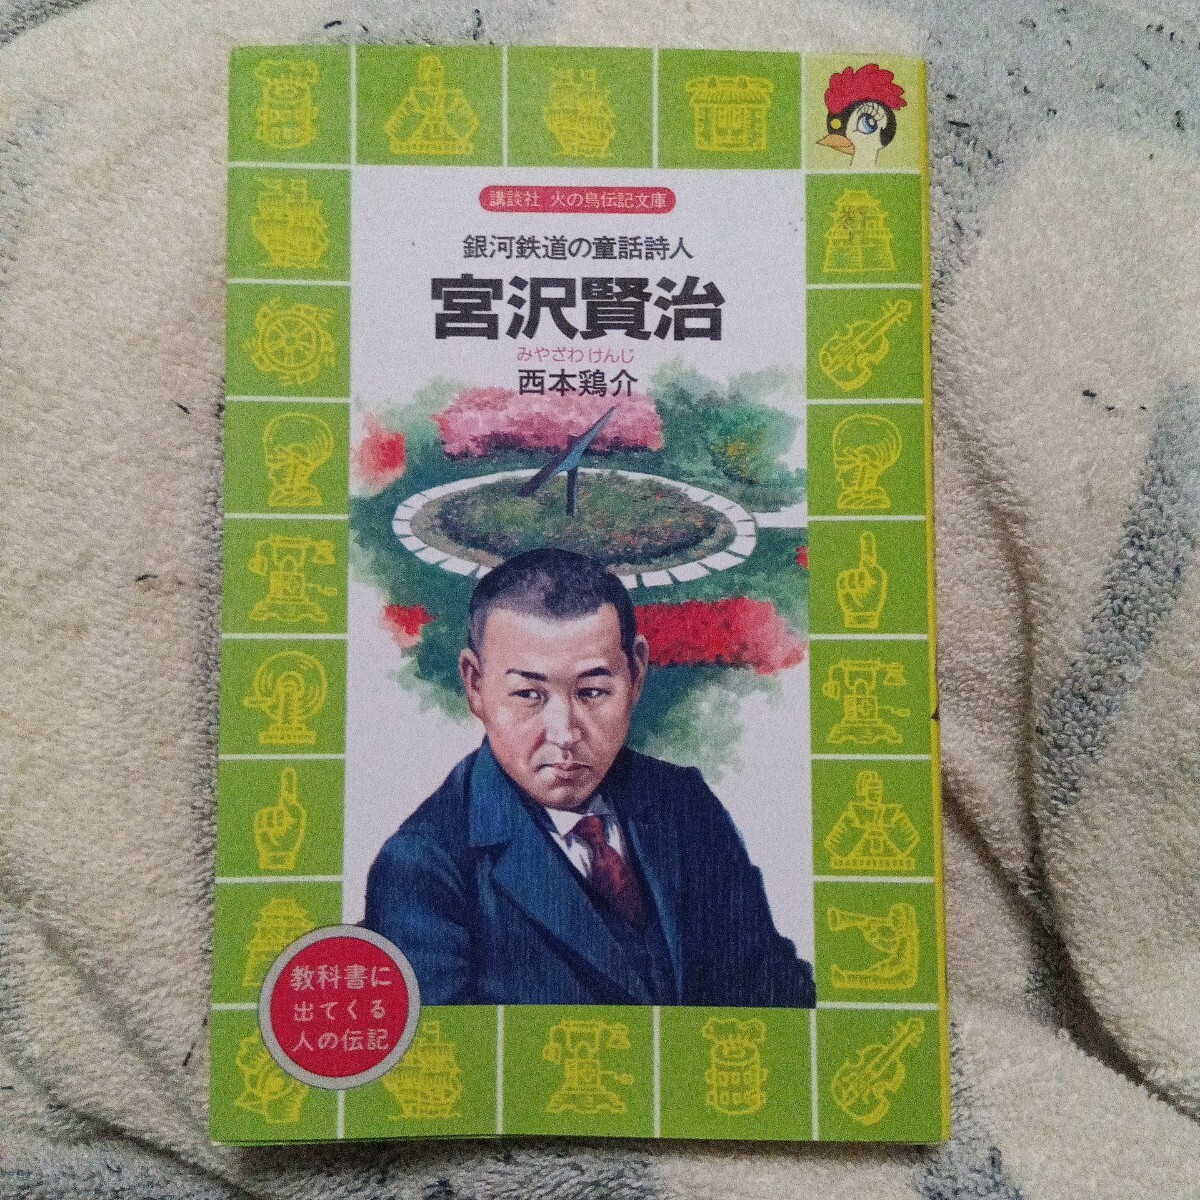 講談社 火の鳥伝記文庫
銀河鉄道の童話詩人
宮沢賢治
みやざわ けんじ
西本鶏介
教科書に
出てくる
人の伝記